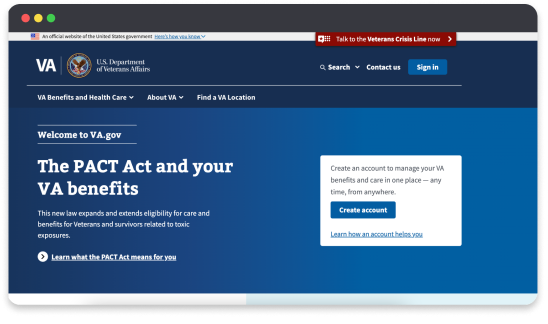 An official website of the United States government Here's how you know
Talk to the Veterans Crisis Line now
VA
U.S. Department
of Veterans Affairs
Search
Contact us
Sign in
VA Benefits and Health Care
About VA
Find a VA Location
Welcome to VA.gov
The PACT Act and your
VA benefits
This new law expands and extends eligibility for care and
benefits for Veterans and survivors related to toxic
exposures.
Learn what the PACT Act means for you
Create an account to manage your VA
benefits and care in one place — any
time, from anywhere.
Create account
Learn how an account helps you